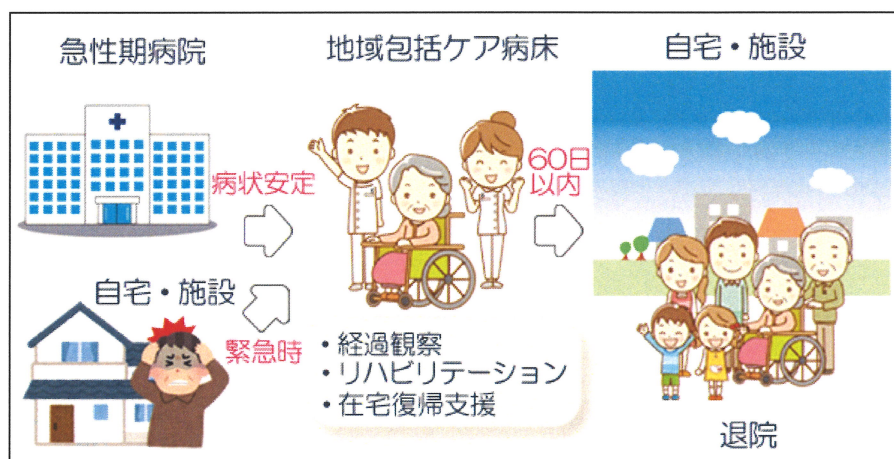 急性期病院
病状安定
自宅・施設
緊急時
地域包括ケア病床
・経過観察
・リハビリテーション
・在宅復帰支援
60日
以内
自宅・施設
退院